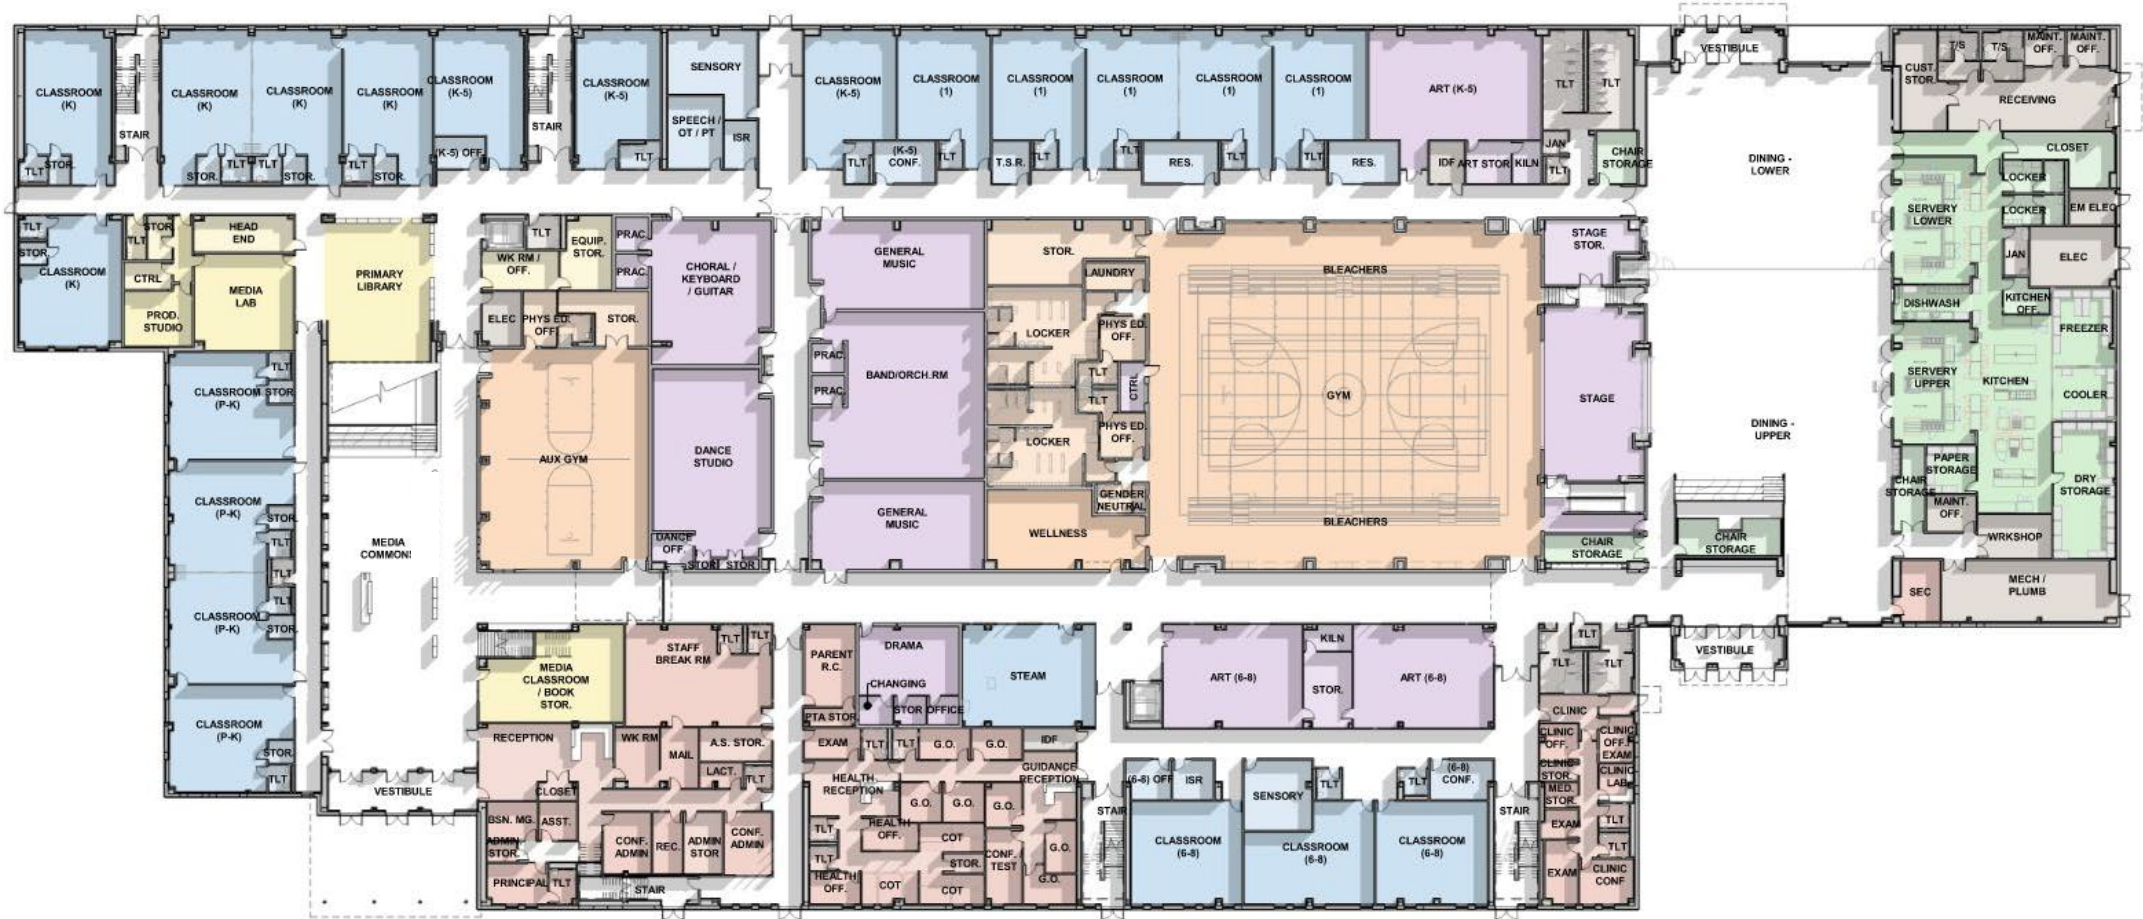 CLASSROOM
(K)
TLT
STOR.
STAIR
CLASSROOM
(K)
STOR.
TLT
CLASSROOM
(K)
TLT
STOR.
CLASSROOM
(K)
TLT
STOR.
CLASSROOM
(K-5)
(K-5) OFF.
STAIR
CLASSROOM
(K-5)
TLT
SENSORY
SPEECH /
OT / PT
ISR
CLASSROOM
(K-5)
TLT
(K-5)
CONF.
CLASSROOM
(1)
TLT
CLASSROOM
(1)
T.S.R.
TLT
CLASSROOM
(1)
TLT
RES.
CLASSROOM
(1)
TLT
CLASSROOM
(1)
TLT
RES.
ART (K-5)
IDF
ART STOR
KILN
TLT
TLT
JAN
TLT
CHAIR
STORAGE
VESTIBULE
DINING -
LOWER
CUST.
STOR.
T/S
T/S
MAINT.
OFF.
MAINT.
OFF.
RECEIVING
CLOSET
LOCKER
LOCKER
EM ELEC
SERVERY
LOWER
JAN
ELEC
DISHWASH
KITCHEN
OFF.
FREEZER
SERVERY
UPPER
KITCHEN
COOLER
PAPER
STORAGE
CHAIR
STORAGE
MAINT.
OFF.
DRY
STORAGE
WRKSHOP
SEC
MECH /
PLUMB
TLT
STOR.
CLASSROOM
(K)
STOR.
TLT
CTRL
PROD.
STUDIO
HEAD
END
MEDIA
LAB
PRIMARY
LIBRARY
TLT
WK RM /
OFF.
EQUIP.
STOR.
PRAC.
PRAC.
ELEC
PHYS ED.
OFF.
STOR.
CHORAL /
KEYBOARD
/ GUITAR
GENERAL
MUSIC
STOR.
LAUNDRY
LOCKER
PHYS ED.
OFF.
BAND/ORCH.RM
PRAC.
PRAC.
TLT
TLT
CTRL
LOCKER
PHYS ED.
OFF.
GENDER
NEUTRAL
GENERAL
MUSIC
WELLNESS
BLEACHERS
GYM
BLEACHERS
STAGE
STOR.
STAGE
CHAIR
STORAGE
DINING -
UPPER
CHAIR
STORAGE
VESTIBULE
CLASSROOM
(P-K)
TLT
STOR.
CLASSROOM
(P-K)
STOR.
TLT
CLASSROOM
(P-K)
TLT
TLT
STOR.
CLASSROOM
(P-K)
STOR.
TLT
MEDIA
COMMONS
AUX GYM
DANCE
STUDIO
DANCE
OFF.
STOR.
STOR.
VESTIBULE
MEDIA
CLASSROOM
/ BOOK
STOR.
STAFF
BREAK RM
TLT
TLT
RECEPTION
WK RM
MAIL
A.S. STOR.
LACT.
TLT
CLOSET
BSN. MG.
ASST.
ADMIN
STOR.
CONF.
ADMIN
REC.
ADMIN
STOR
CONF.
ADMIN
PRINCIPAL
TLT
STAIR
PARENT
R.C.
PTA STOR
DRAMA
CHANGING
STOR
OFFICE
STEAM
EXAM
TLT
TLT
G.O.
G.O.
IDF
HEALTH
RECEPTION
GUIDANCE
RECEPTION
G.O.
G.O.
G.O.
TLT
HEALTH
OFF.
COT
CONF. /
TEST
G.O.
TLT
STOR.
HEALTH
OFF.
COT
COT
G.O.
STAIR
ART (6-8)
KILN
STOR.
ART (6-8)
(6-8) OFF
ISR
SENSORY
TLT
TLT
(6-8)
CONF.
CLASSROOM
(6-8)
CLASSROOM
(6-8)
CLASSROOM
(6-8)
STAIR
TLT
TLT
TLT
CLINIC
CLINIC
OFF.
CLINIC
OFF.
EXAM
CLINIC
STOR.
CLINIC
LAB
MED.
STOR.
EXAM
TLT
TLT
EXAM
CLINIC
CONF